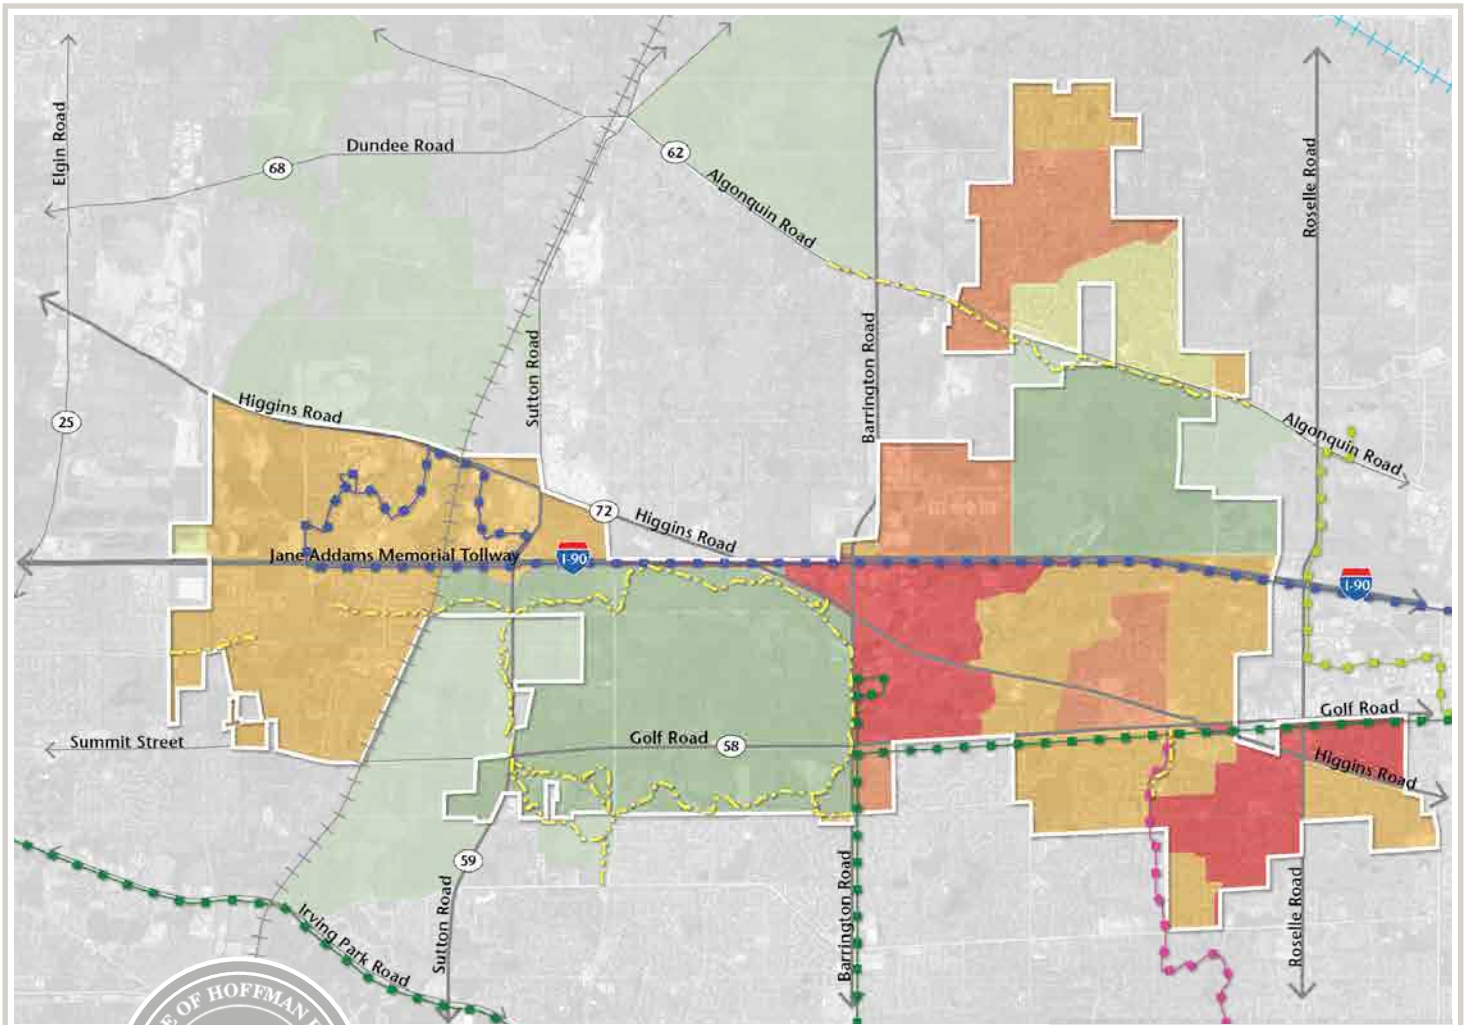 Elgin Road
68
Dundee Road
62
Algonquin Road
Roselle Road
Barrington Road
Sutton Road
Higgins Road
25
Algonquin Road
72
Higgins Road
Jane Addams Memorial Tollway
I-90
I-90
Golf Road
Summit Street
Golf Road
58
Higgins Road
59
Sutton Road
Barrington Road
Roselle Road
Irving Park Road
OF HOFFMAN